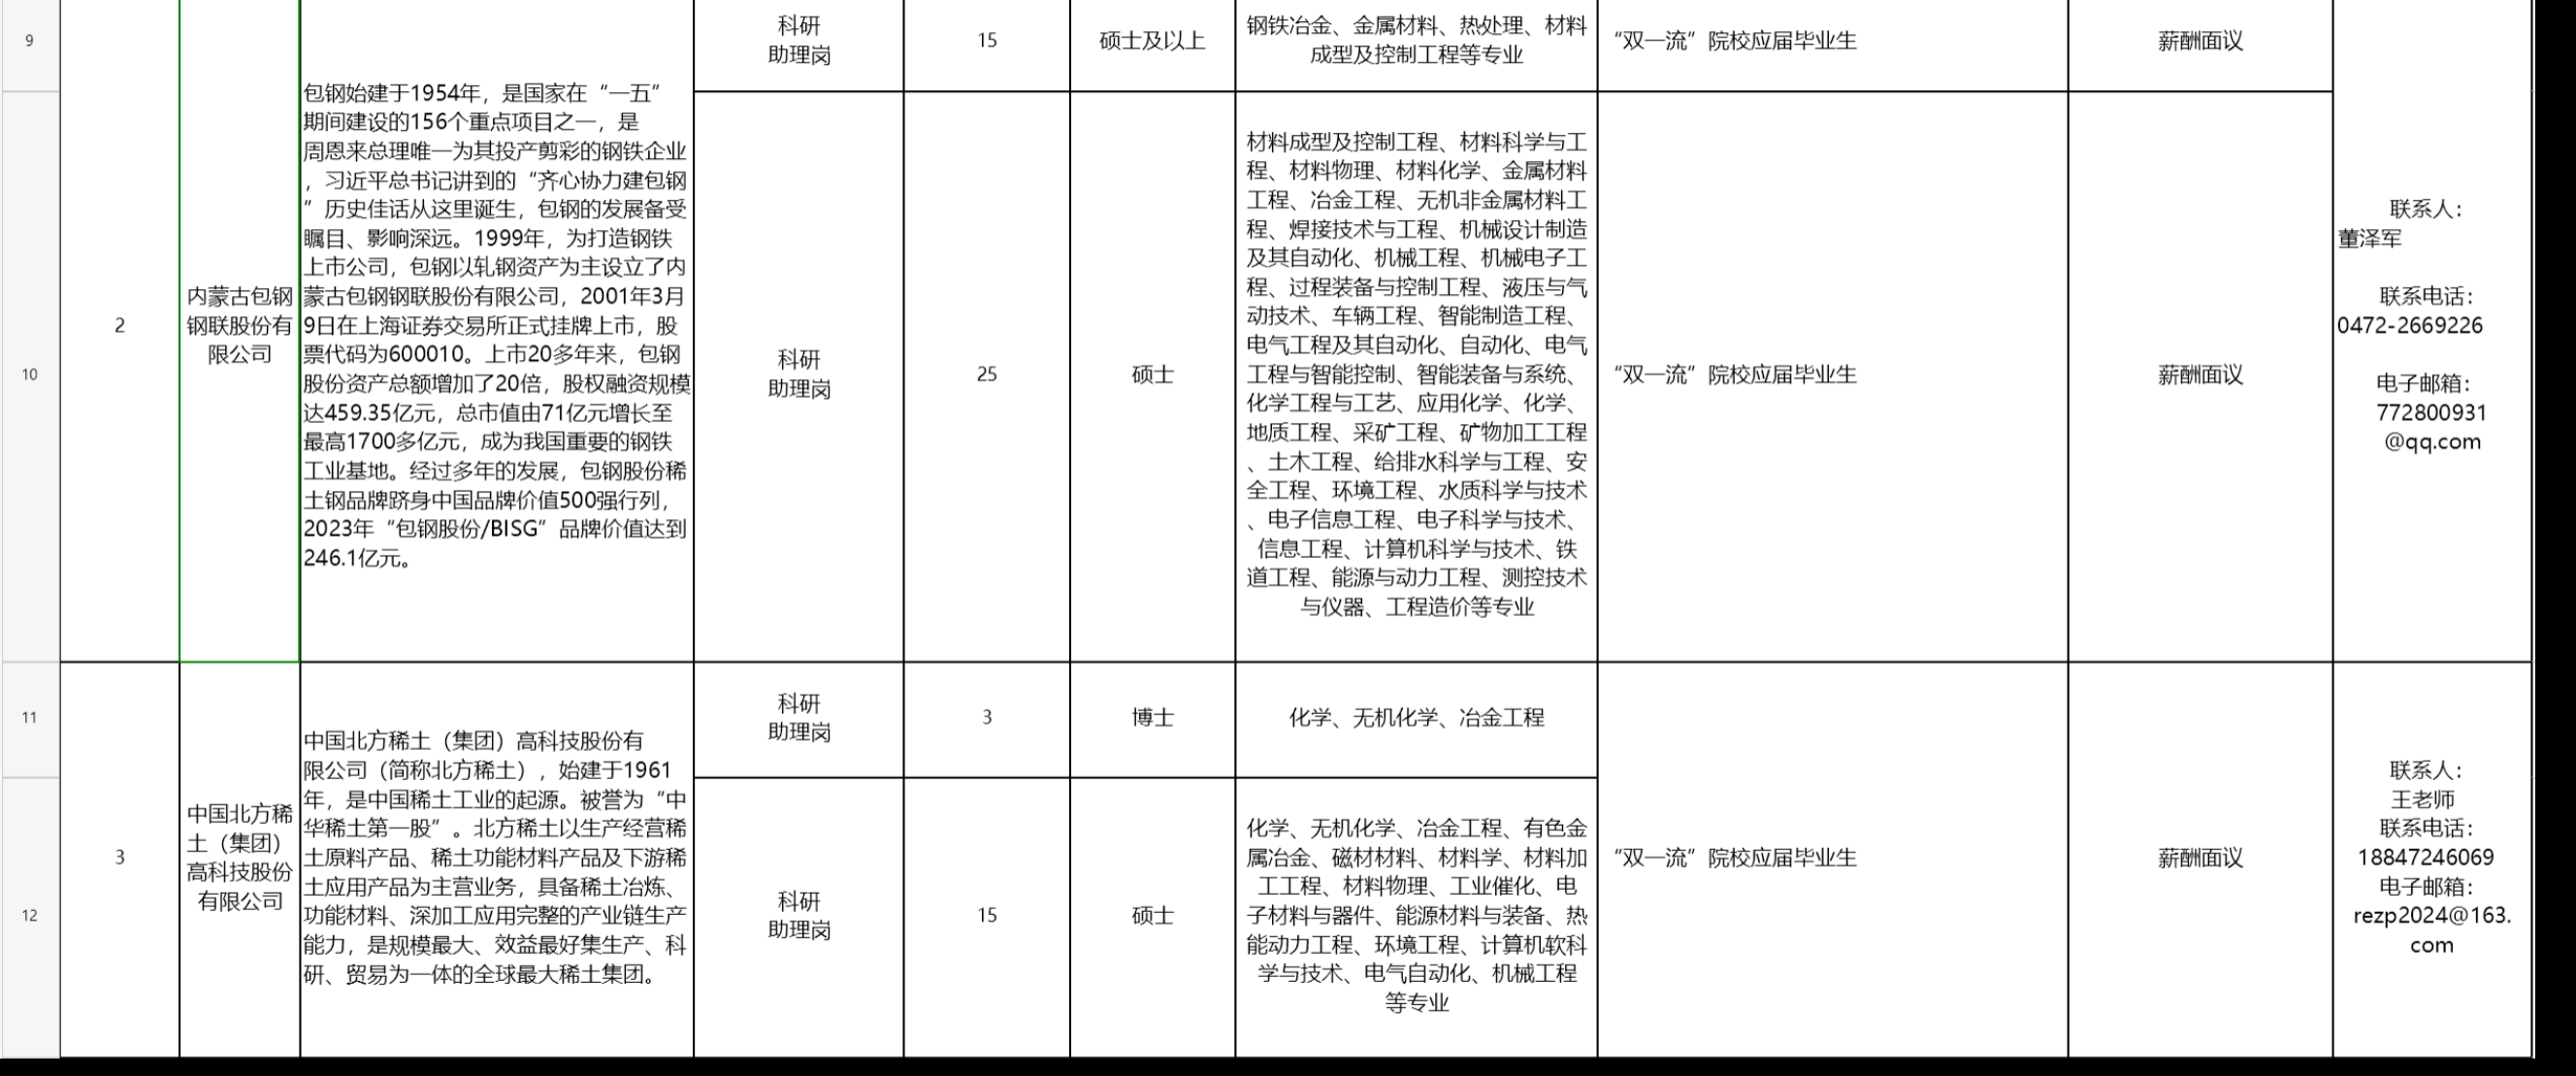 9
科研
助理岗
15
硕士及以上
钢铁冶金、金属材料、热处理、材料
成型及控制工程等专业
“双一流”院校应届毕业生
薪酬面议
2
内蒙古包钢
钢联股份有
限公司
包钢始建于1954年，是国家在“一五”
期间建设的156个重点项目之一，是
周恩来总理唯一为其投产剪彩的钢铁企业
，习近平总书记讲到的“齐心协力建包钢
”历史佳话从这里诞生，包钢的发展备受
瞩目、影响深远。1999年，为打造钢铁
上市公司，包钢以轧钢资产为主设立了内
蒙古包钢钢联股份有限公司，2001年3月
9日在上海证券交易所正式挂牌上市，股
票代码为600010。上市20多年来，包钢
股份资产总额增加了20倍，股权融资规模
达459.35亿元，总市值由71亿元增长至
最高1700多亿元，成为我国重要的钢铁
工业基地。经过多年的发展，包钢股份稀
土钢品牌跻身中国品牌价值500强行列，
2023年“包钢股份/BISG”品牌价值达到
246.1亿元。
10
科研
助理岗
25
硕士
材料成型及控制工程、材料科学与工
程、材料物理、材料化学、金属材料
工程、冶金工程、无机非金属材料工
程、焊接技术与工程、机械设计制造
及其自动化、机械工程、机械电子工
程、过程装备与控制工程、液压与气
动技术、车辆工程、智能制造工程、
电气工程及其自动化、自动化、电气
工程与智能控制、智能装备与系统、
化学工程与工艺、应用化学、化学、
地质工程、采矿工程、矿物加工工程
、土木工程、给排水科学与工程、安
全工程、环境工程、水质科学与技术
、电子信息工程、电子科学与技术、
信息工程、计算机科学与技术、铁
道工程、能源与动力工程、测控技术
与仪器、工程造价等专业
“双一流”院校应届毕业生
薪酬面议
联系人：
董泽军
联系电话：
0472-2669226
电子邮箱：
772800931
@qq.com
11
科研
助理岗
3
博士
化学、无机化学、冶金工程
3
中国北方稀
土（集团）
高科技股份
有限公司
中国北方稀土（集团）高科技股份有
限公司（简称北方稀土），始建于1961
年，是中国稀土工业的起源。被誉为“中
华稀土第一股”。北方稀土以生产经营稀
土原料产品、稀土功能材料产品及下游稀
土应用产品为主营业务，具备稀土冶炼、
功能材料、深加工应用完整的产业链生产
能力，是规模最大、效益最好集生产、科
研、贸易为一体的全球最大稀土集团。
12
科研
助理岗
15
硕士
化学、无机化学、冶金工程、有色金
属冶金、磁材材料、材料学、材料加
工工程、材料物理、工业催化、电
子材料与器件、能源材料与装备、热
能动力工程、环境工程、计算机软科
学与技术、电气自动化、机械工程
等专业
“双一流”院校应届毕业生
薪酬面议
联系人：
王老师
联系电话：
18847246069
电子邮箱：
rezp2024@163.
com